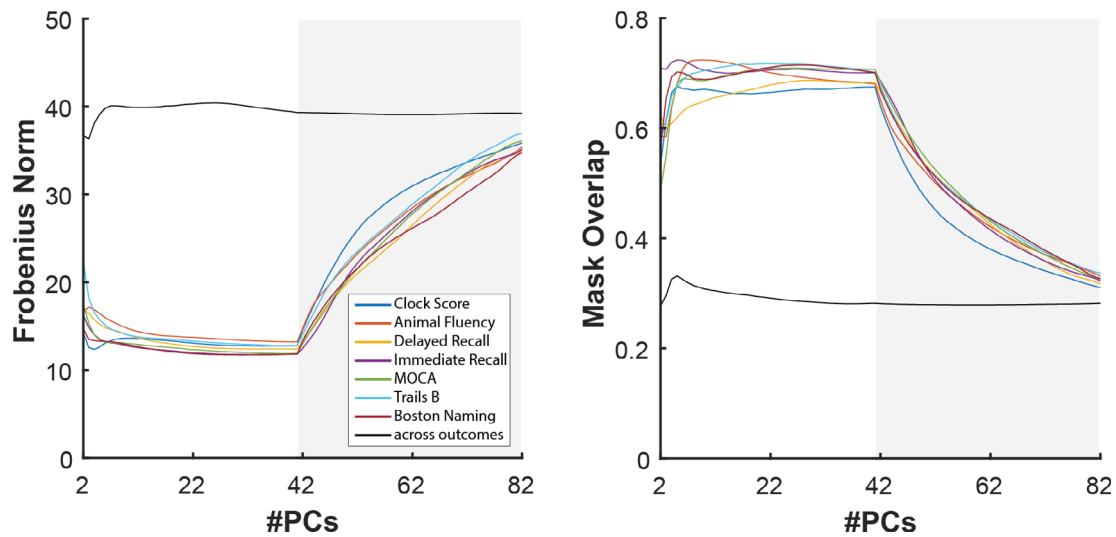 Frobenius Norm
50
40
30
20
10
0
2
22
42
62
82
#PCs
Clock Score
Animal Fluency
Delayed Recall
Immediate Recall
MOCA
Trails B
Boston Naming
across outcomes
Mask Overlap
0.8
0.6
0.4
0.2
0
2
22
42
62
82
#PCs